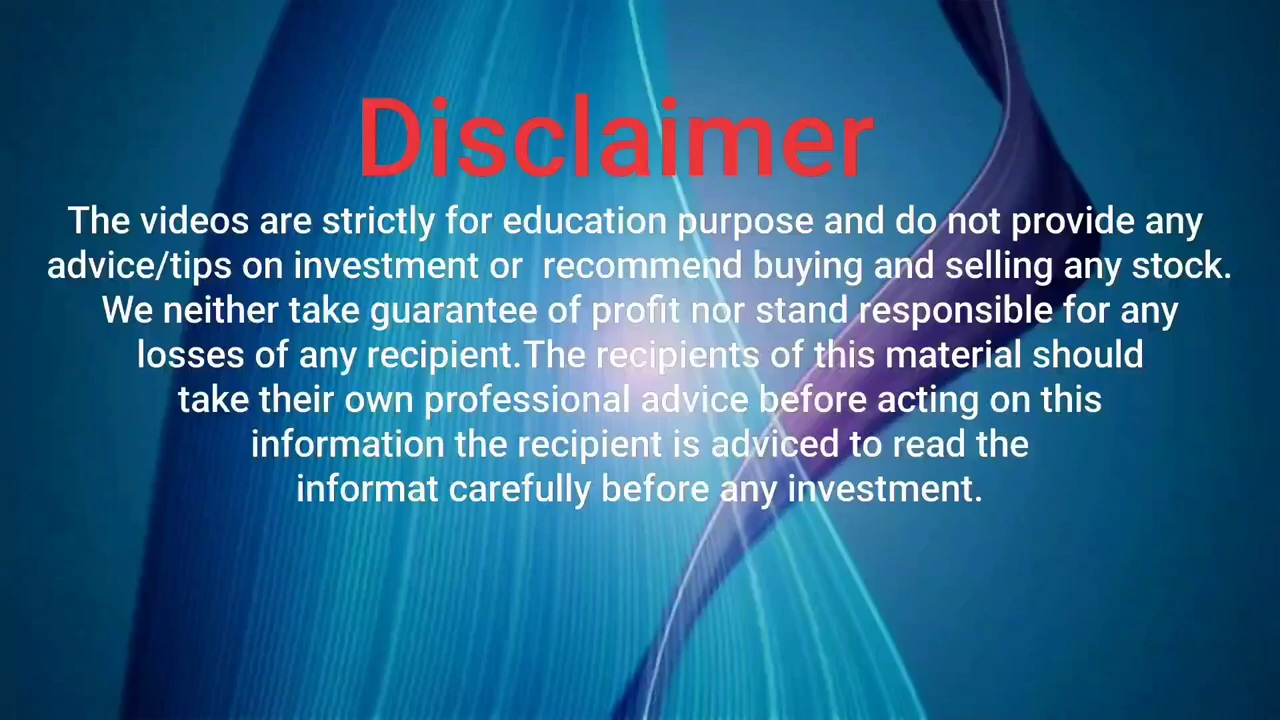 Disclaimer
The videos are strictly for education purpose and do not provide any
advice/tips on investment or  recommend buying and selling any stock.
We neither take guarantee of profit nor stand responsible for any
losses of any recipient.The recipients of this material should
take their own professional advice before acting on this
information the recipient is adviced to read the
informat carefully before any investment.